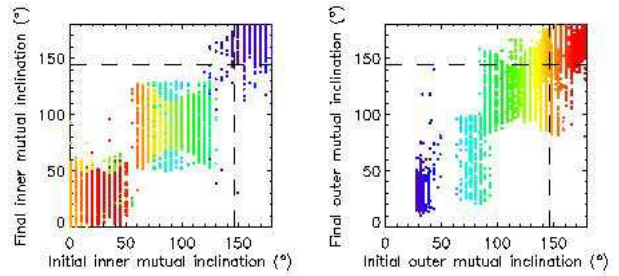 Final inner mutual inclination (°)
150
100
50
0
0 50 100 150
Initial inner mutual inclination (°)
Final outer mutual inclination (°)
150
100
50
0
0 50 100 150
Initial outer mutual inclination (°)